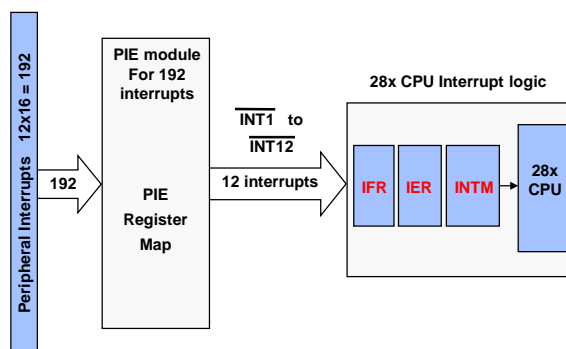 Peripheral Interrupts 12x16 = 192
192
PIE module
For 192
interrupts
PIE
Register
Map
INT1 to
INT12
12 interrupts
28x CPU Interrupt logic
IFR
IER
INTM
28x
CPU